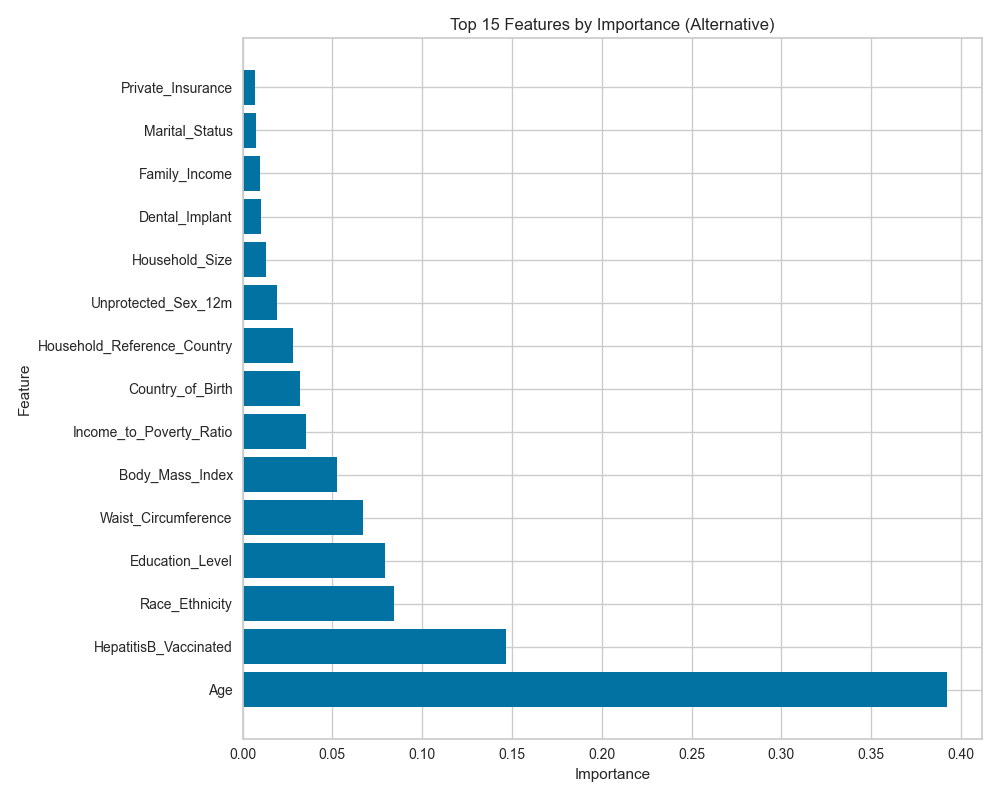 Top 15 Features by Importance (Alternative)
Private_Insurance
Marital_Status
Family_Income
Dental_Implant
Household_Size
Unprotected_Sex_12m
Household_Reference_Country
Country_of_Birth
Income_to_Poverty_Ratio
Body_Mass_Index
Waist_Circumference
Education_Level
Race_Ethnicity
HepatitisB_Vaccinated
Age
Feature
0.00 0.05 0.10 0.15 0.20 0.25 0.30 0.35 0.40
Importance